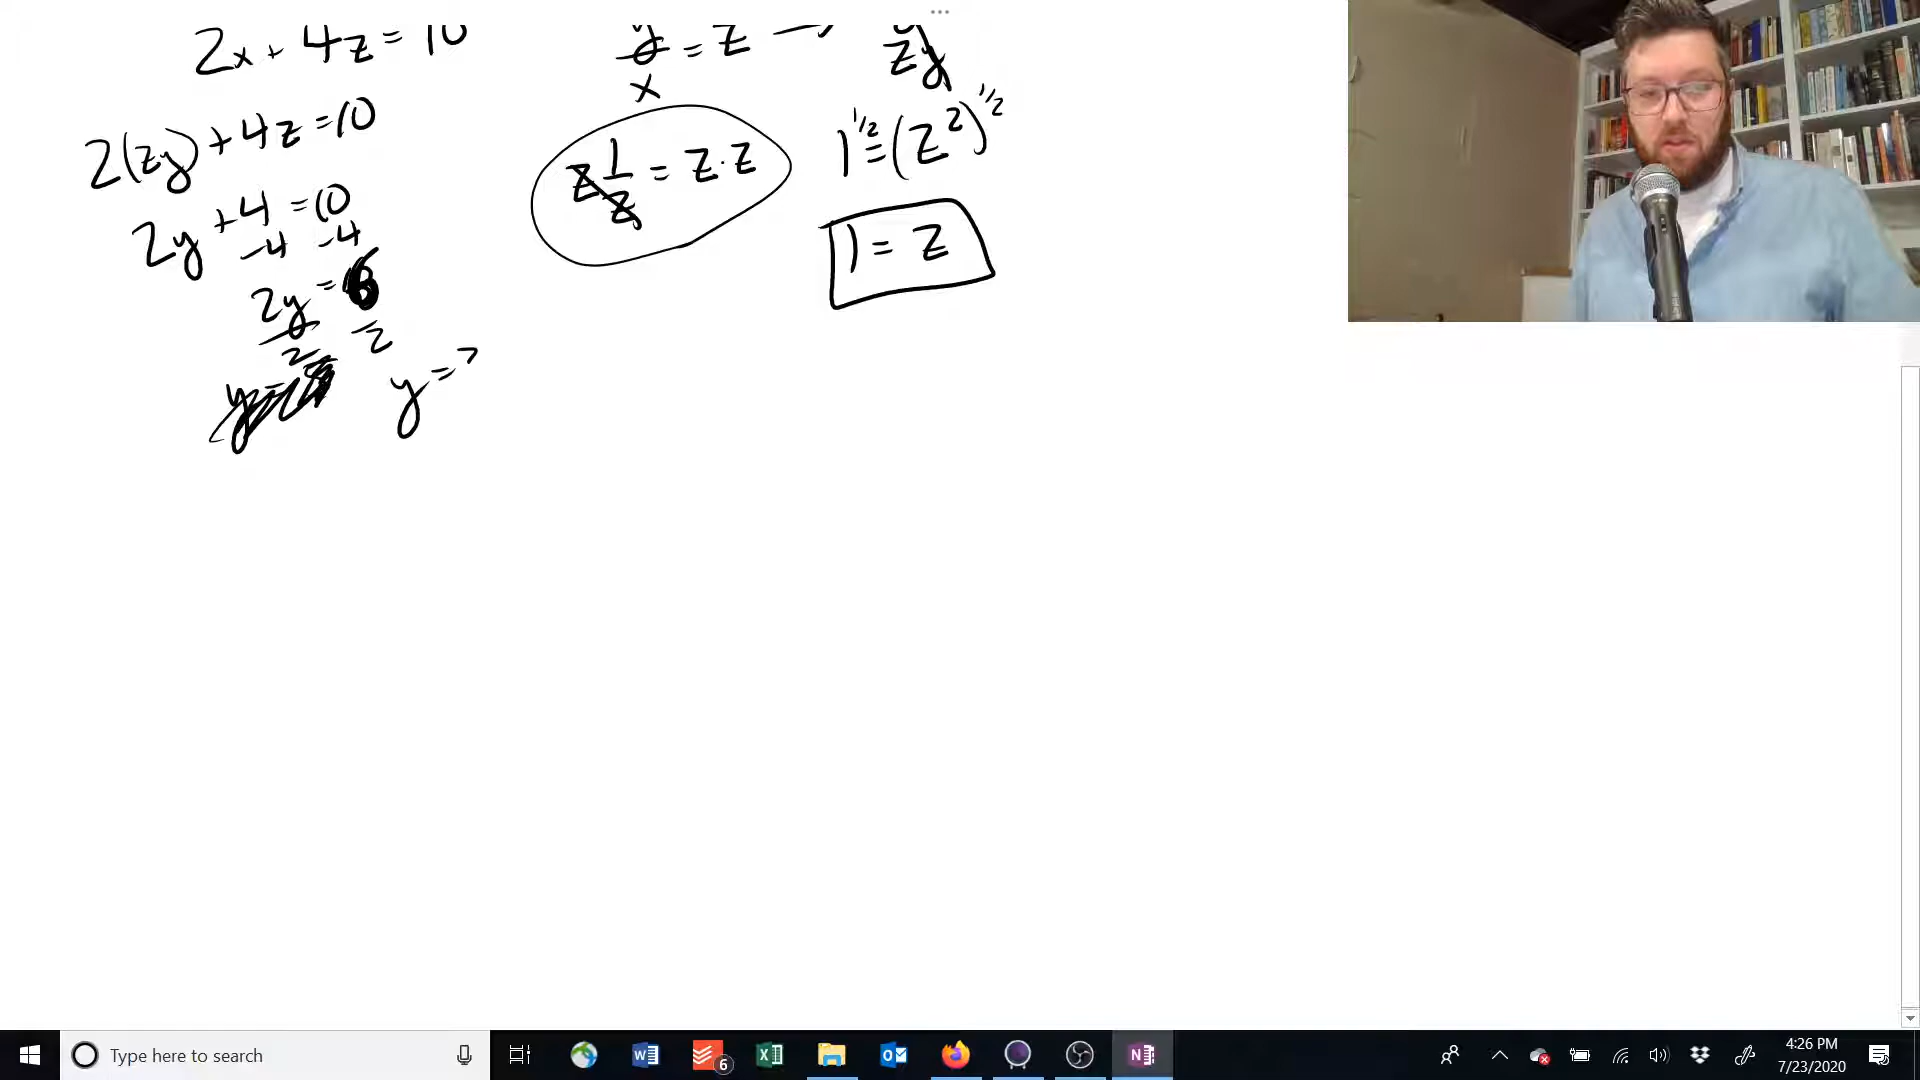 2x + 4z = 10
2(zy) + 4z = 10
2y + 4 = 10
-4 -4
2y = 6
2 2
y =
y/x = z →
zy
z 1/z = z · z
1^1/2 = (z^2)^1/2
1 = z
Type here to search
6
4:26 PM
7/23/2020